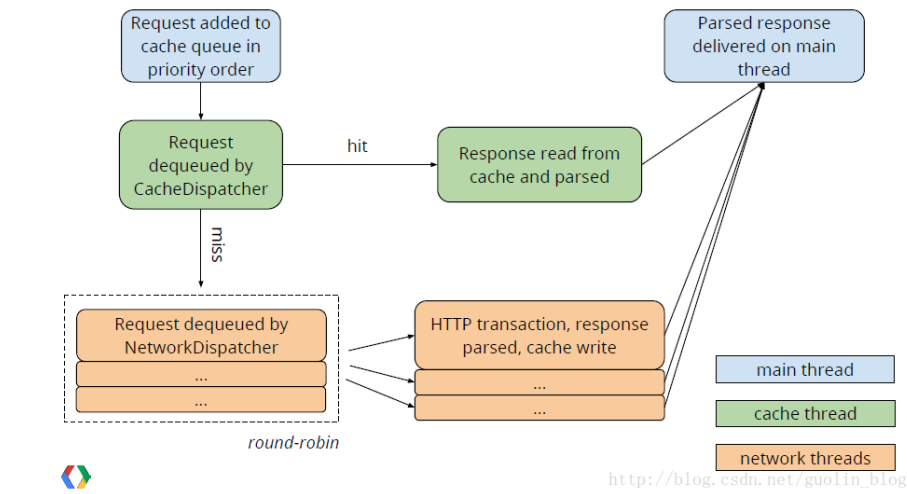 Request added to
cache queue in
priority order
Parsed response
delivered on main
thread
Request
dequeued by
CacheDispatcher
hit
Response read from
cache and parsed
miss
Request dequeued by
NetworkDispatcher
...
...
HTTP transaction, response
parsed, cache write
...
...
round-robin
main thread
cache thread
network threads
http://blog.csdn.net/guolin_blog